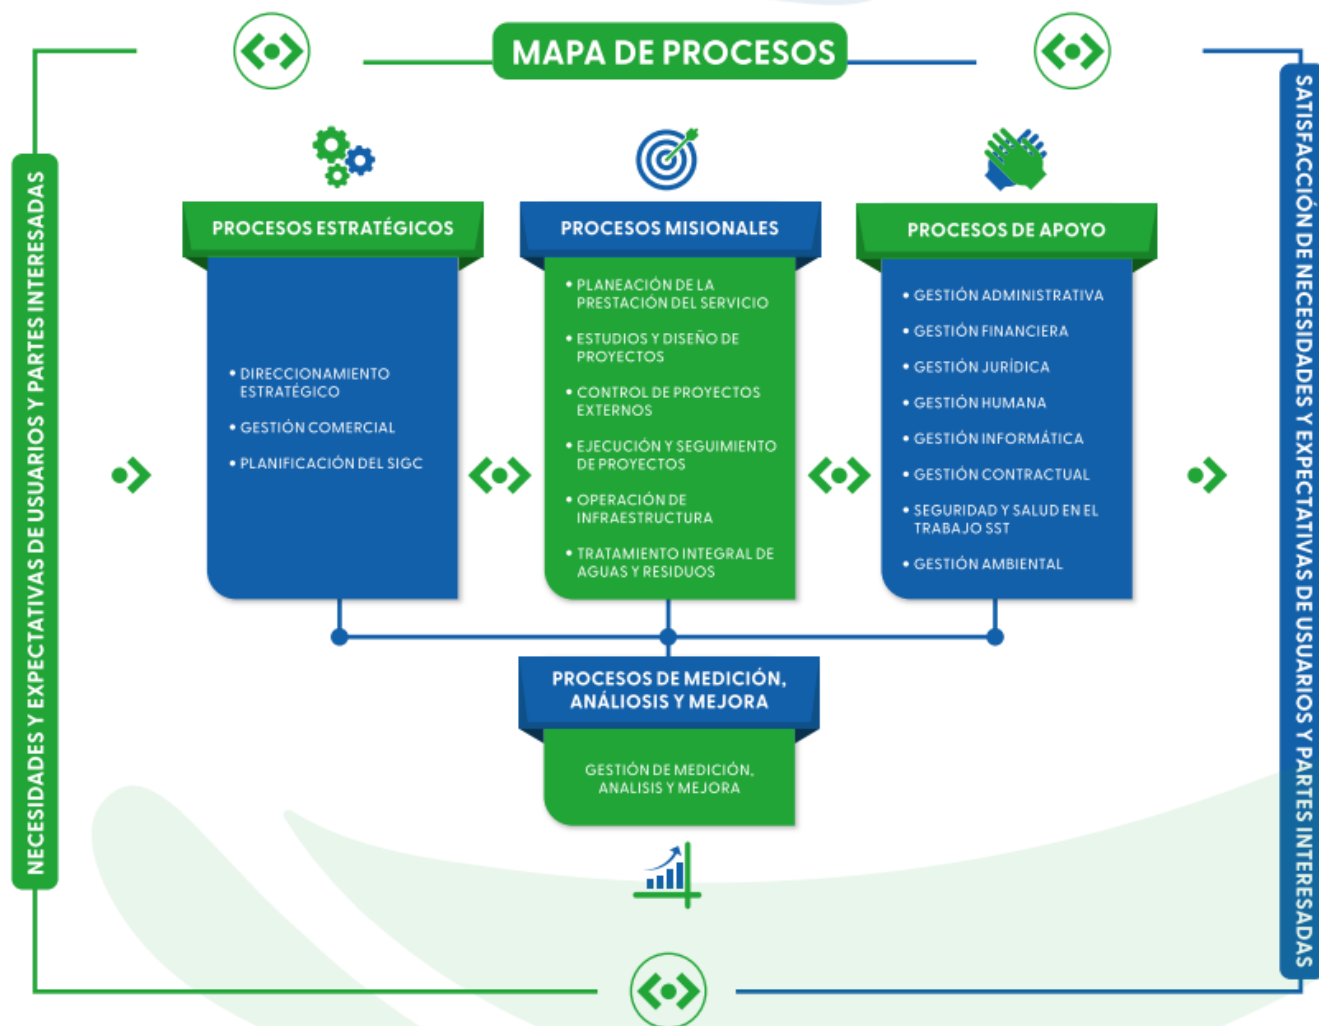 MAPA DE PROCESOS
NECESIDADES Y EXPECTATIVAS DE USUARIOS Y PARTES INTERESADAS
PROCESOS ESTRATÉGICOS
• DIRECCIONAMIENTO
ESTRATÉGICO
• GESTIÓN COMERCIAL
• PLANIFICACIÓN DEL SIGC
PROCESOS MISIONALES
• PLANEACIÓN DE LA
PRESTACIÓN DEL SERVICIO
• ESTUDIOS Y DISEÑO DE
PROYECTOS
• CONTROL DE PROYECTOS
EXTERNOS
• EJECUCIÓN Y SEGUIMIENTO
DE PROYECTOS
• OPERACIÓN DE
INFRAESTRUCTURA
• TRATAMIENTO INTEGRAL DE
AGUAS Y RESIDUOS
PROCESOS DE APOYO
• GESTIÓN ADMINISTRATIVA
• GESTIÓN FINANCIERA
• GESTIÓN JURÍDICA
• GESTIÓN HUMANA
• GESTIÓN INFORMÁTICA
• GESTIÓN CONTRACTUAL
• SEGURIDAD Y SALUD EN EL
TRABAJO SST
• GESTIÓN AMBIENTAL
PROCESOS DE MEDICIÓN,
ANÁLIOSIS Y MEJORA
GESTIÓN DE MEDICIÓN,
ANALISIS Y MEJORA
SATISFACCIÓN DE NECESIDADES Y EXPECTATIVAS DE USUARIOS Y PARTES INTERESADAS